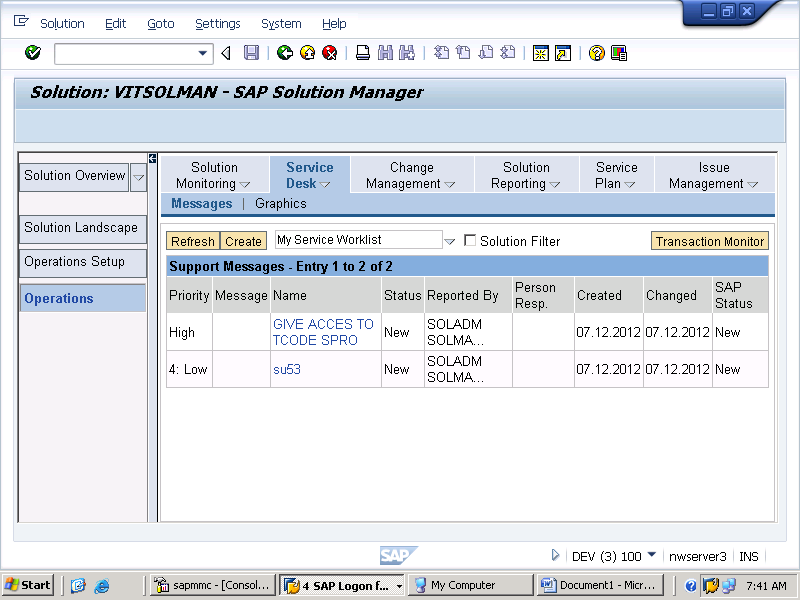 Solution Edit Goto Settings System Help
Solution: VITSOLMAN - SAP Solution Manager
Solution Overview
Solution Landscape
Operations Setup
Operations
Solution Monitoring
Service Desk
Change Management
Solution Reporting
Service Plan
Issue Management
Messages | Graphics
Refresh Create My Service Worklist Solution Filter Transaction Monitor
Support Messages - Entry 1 to 2 of 2
Priority Message Name Status Reported By Person Resp. Created Changed SAP Status
High GIVE ACCES TO TCODE SPRO New SOLADM SOLMA... 07.12.2012 07.12.2012 New
4: Low su53 New SOLADM SOLMA... 07.12.2012 07.12.2012 New
SAP DEV (3) 100 nwserver3 INS
Start sapmmc - [Consol... 4 SAP Logon f... My Computer Document1 - Micr... 7:41 AM